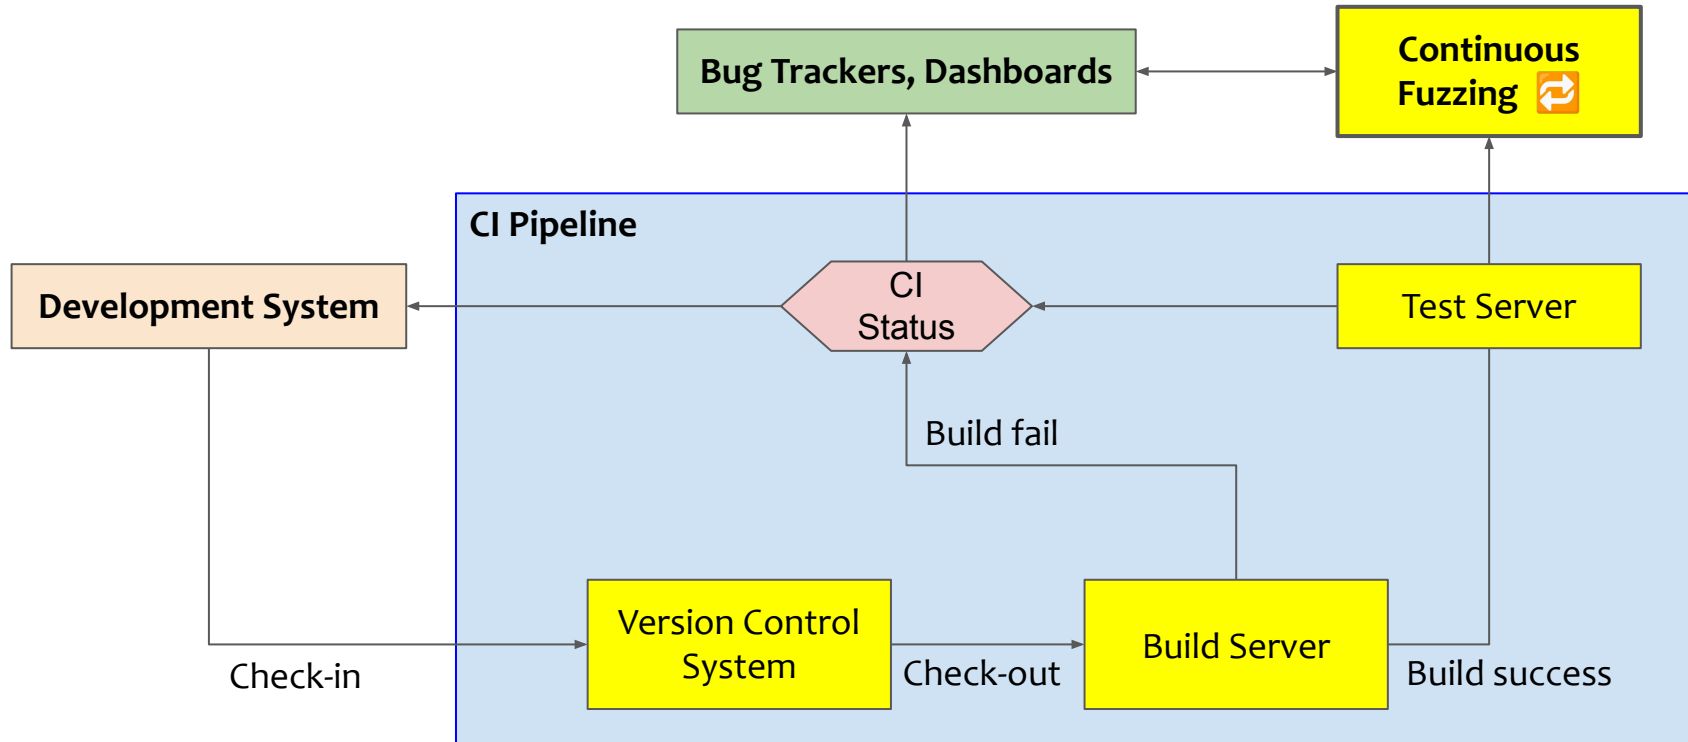 Continuous
Fuzzing
Bug Trackers, Dashboards
CI Pipeline
Development System
CI
Status
Test Server
Build fail
Version Control
System
Build Server
Check-in
Check-out
Build success